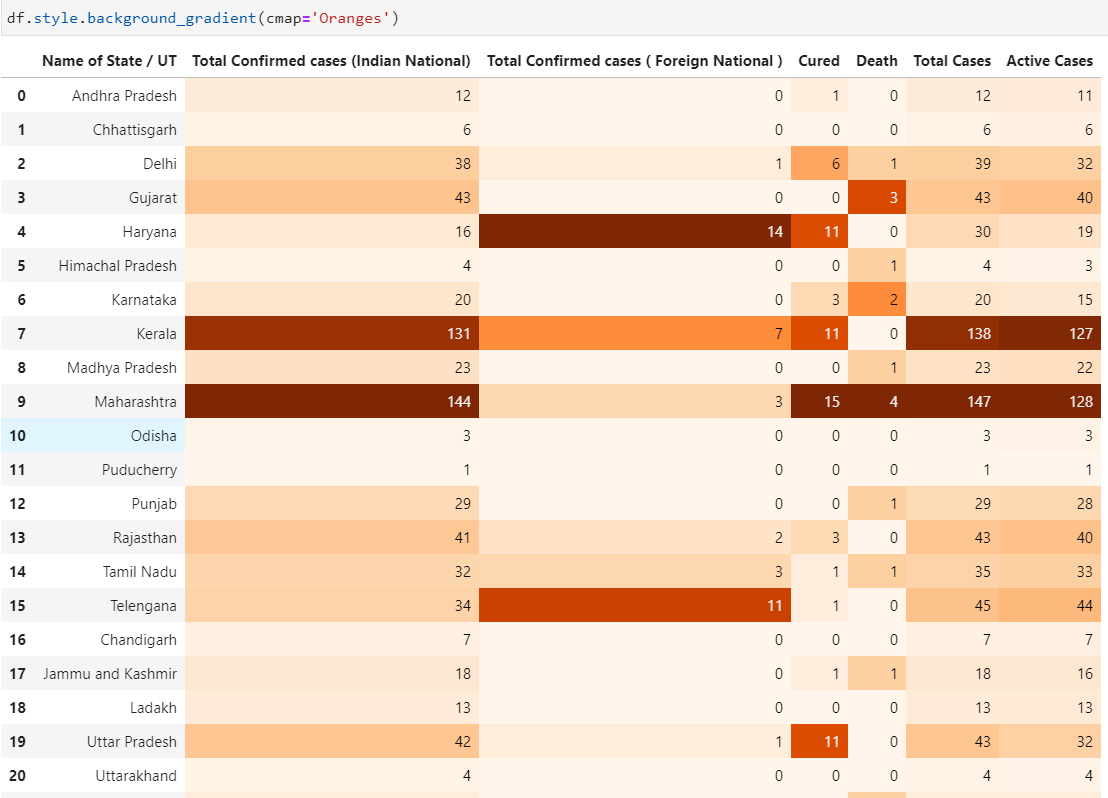 df.style.background_gradient(cmap='Oranges')
Name of State / UT Total Confirmed cases (Indian National) Total Confirmed cases ( Foreign National ) Cured Death Total Cases Active Cases
0 Andhra Pradesh 12 0 1 0 12 11
1 Chhattisgarh 6 0 0 0 6 6
2 Delhi 38 1 6 1 39 32
3 Gujarat 43 0 0 3 43 40
4 Haryana 16 14 11 0 30 19
5 Himachal Pradesh 4 0 0 1 4 3
6 Karnataka 20 0 3 2 20 15
7 Kerala 131 7 11 0 138 127
8 Madhya Pradesh 23 0 0 1 23 22
9 Maharashtra 144 3 15 4 147 128
10 Odisha 3 0 0 0 3 3
11 Puducherry 1 0 0 0 1 1
12 Punjab 29 0 0 1 29 28
13 Rajasthan 41 2 3 0 43 40
14 Tamil Nadu 32 3 1 1 35 33
15 Telengana 34 11 1 0 45 44
16 Chandigarh 7 0 0 0 7 7
17 Jammu and Kashmir 18 0 1 1 18 16
18 Ladakh 13 0 0 0 13 13
19 Uttar Pradesh 42 1 11 0 43 32
20 Uttarakhand 4 0 0 0 4 4